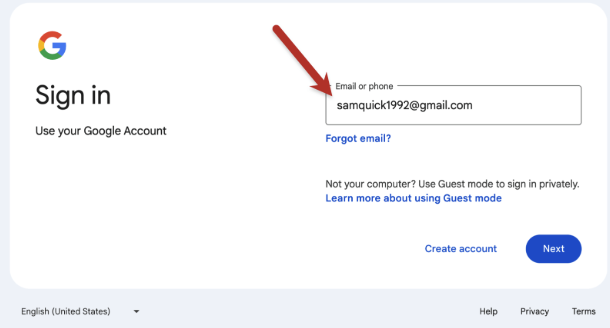 Sign in
Use your Google Account
Email or phone
samquick1992@gmail.com
Forgot email?
Not your computer? Use Guest mode to sign in privately.
Learn more about using Guest mode
Create account
Next
English (United States)
Help
Privacy
Terms